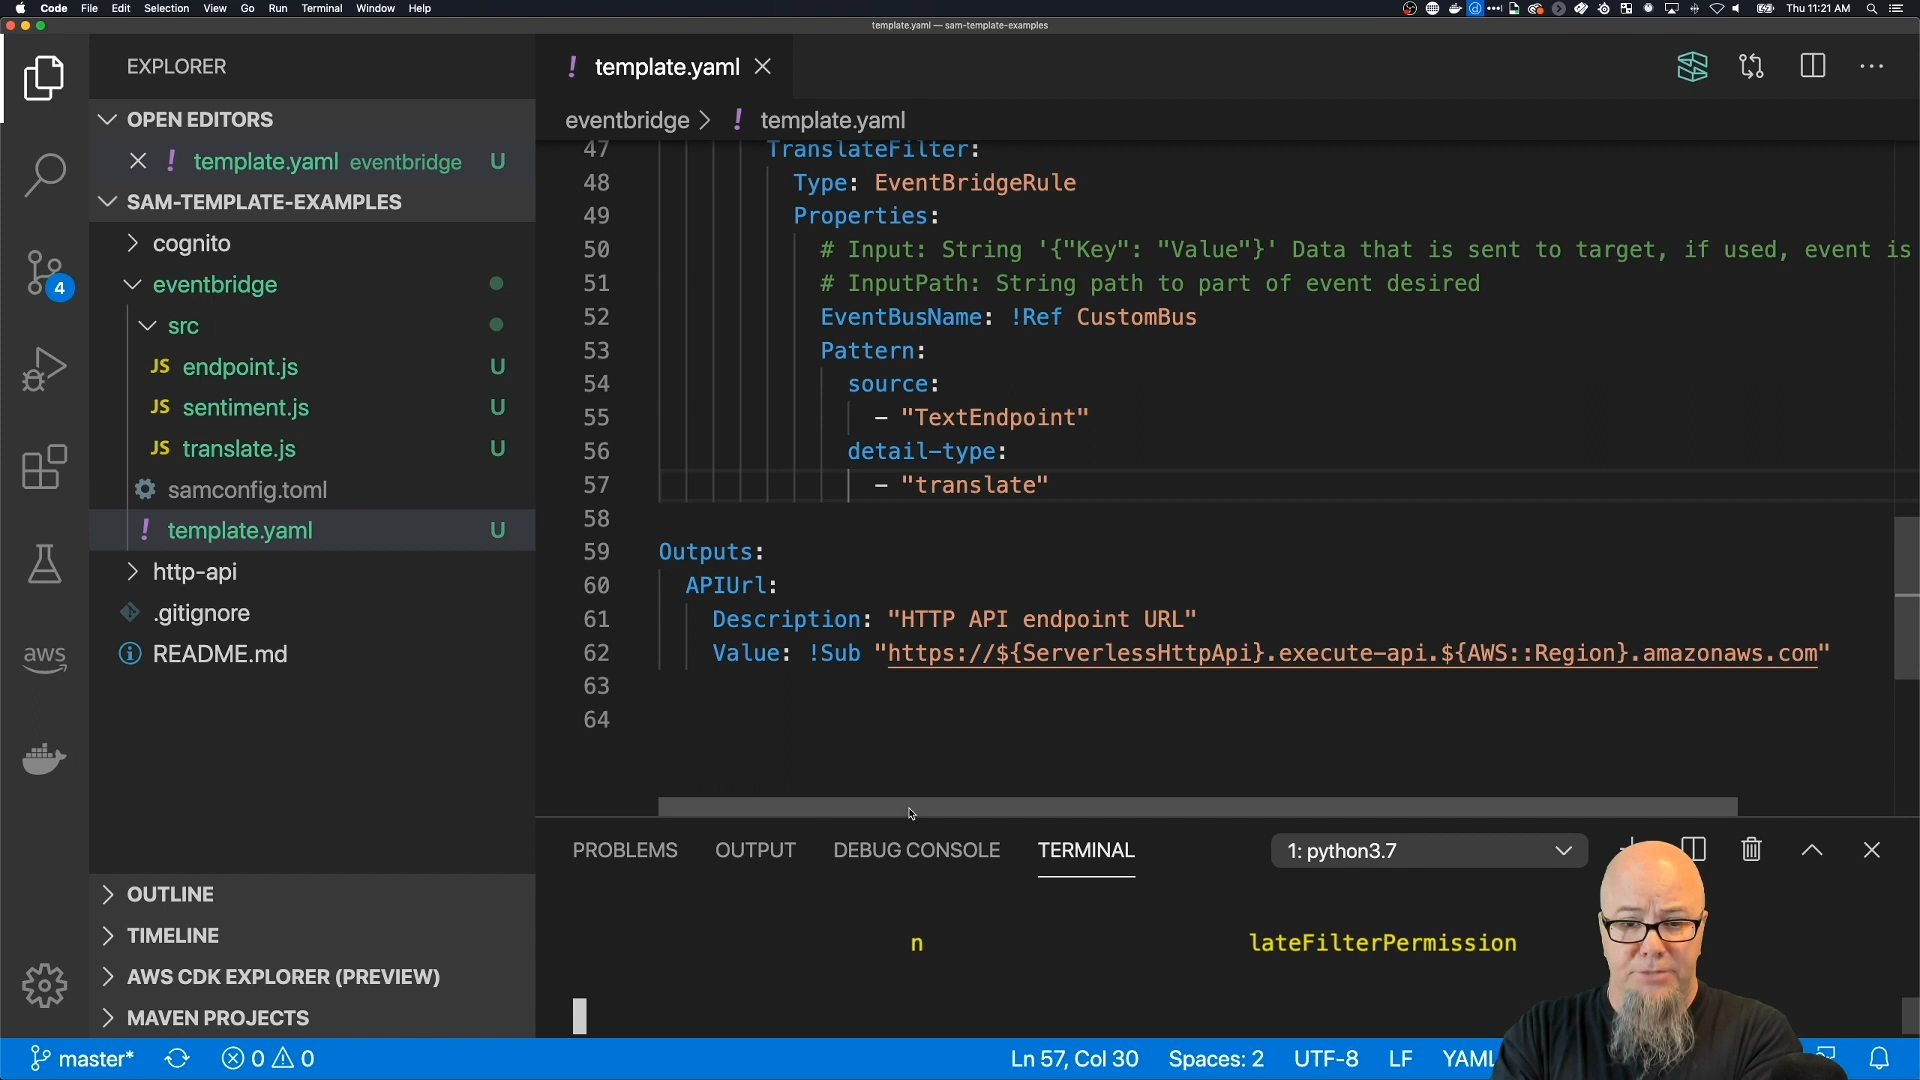 Code File Edit Selection View Go Run Terminal Window Help Thu 11:21 AM
template.yaml — sam-template-examples
EXPLORER
OPEN EDITORS
template.yaml eventbridge U
SAM-TEMPLATE-EXAMPLES
cognito
eventbridge
src
JS endpoint.js U
JS sentiment.js U
JS translate.js U
samconfig.toml
! template.yaml U
http-api
.gitignore
README.md
4
aws
OUTLINE
TIMELINE
AWS CDK EXPLORER (PREVIEW)
MAVEN PROJECTS
! template.yaml
eventbridge > ! template.yaml
47 TranslateFilter:
48 Type: EventBridgeRule
49 Properties:
50 # Input: String '{"Key": "Value"}' Data that is sent to target, if used, event is
51 # InputPath: String path to part of event desired
52 EventBusName: !Ref CustomBus
53 Pattern:
54 source:
55 - "TextEndpoint"
56 detail-type:
57 - "translate"
58
59 Outputs:
60 APIUrl:
61 Description: "HTTP API endpoint URL"
62 Value: !Sub "https://${ServerlessHttpApi}.execute-api.${AWS::Region}.amazonaws.com"
63
64
PROBLEMS OUTPUT DEBUG CONSOLE TERMINAL 1: python3.7
n lateFilterPermission
master* 0 0 Ln 57, Col 30 Spaces: 2 UTF-8 LF YAML